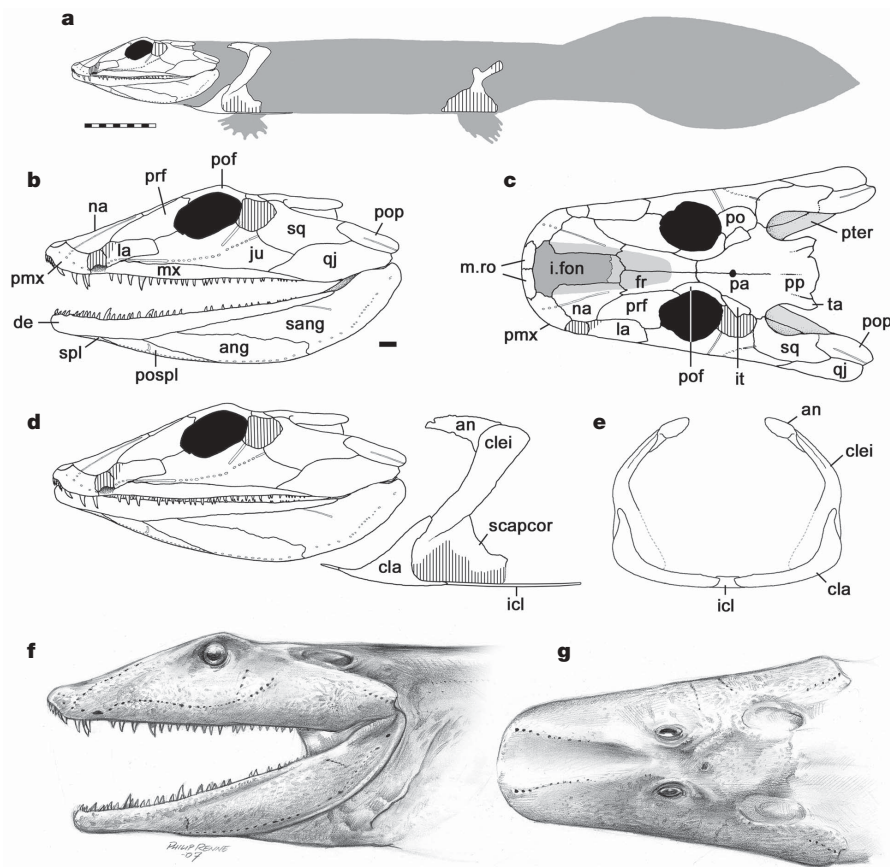 a
b
pof
prf
na
sq
pop
la
ju
qj
pmx
mx
de
sang
ang
spl
pospl
c
po
pter
m.ro
i.fon
fr
pa
pp
na
prf
ta
pop
pmx
la
sq
pof
it
qj
d
an
clei
scapcor
cla
icl
e
an
clei
cla
icl
f
g
PHILIP RENNE
-07